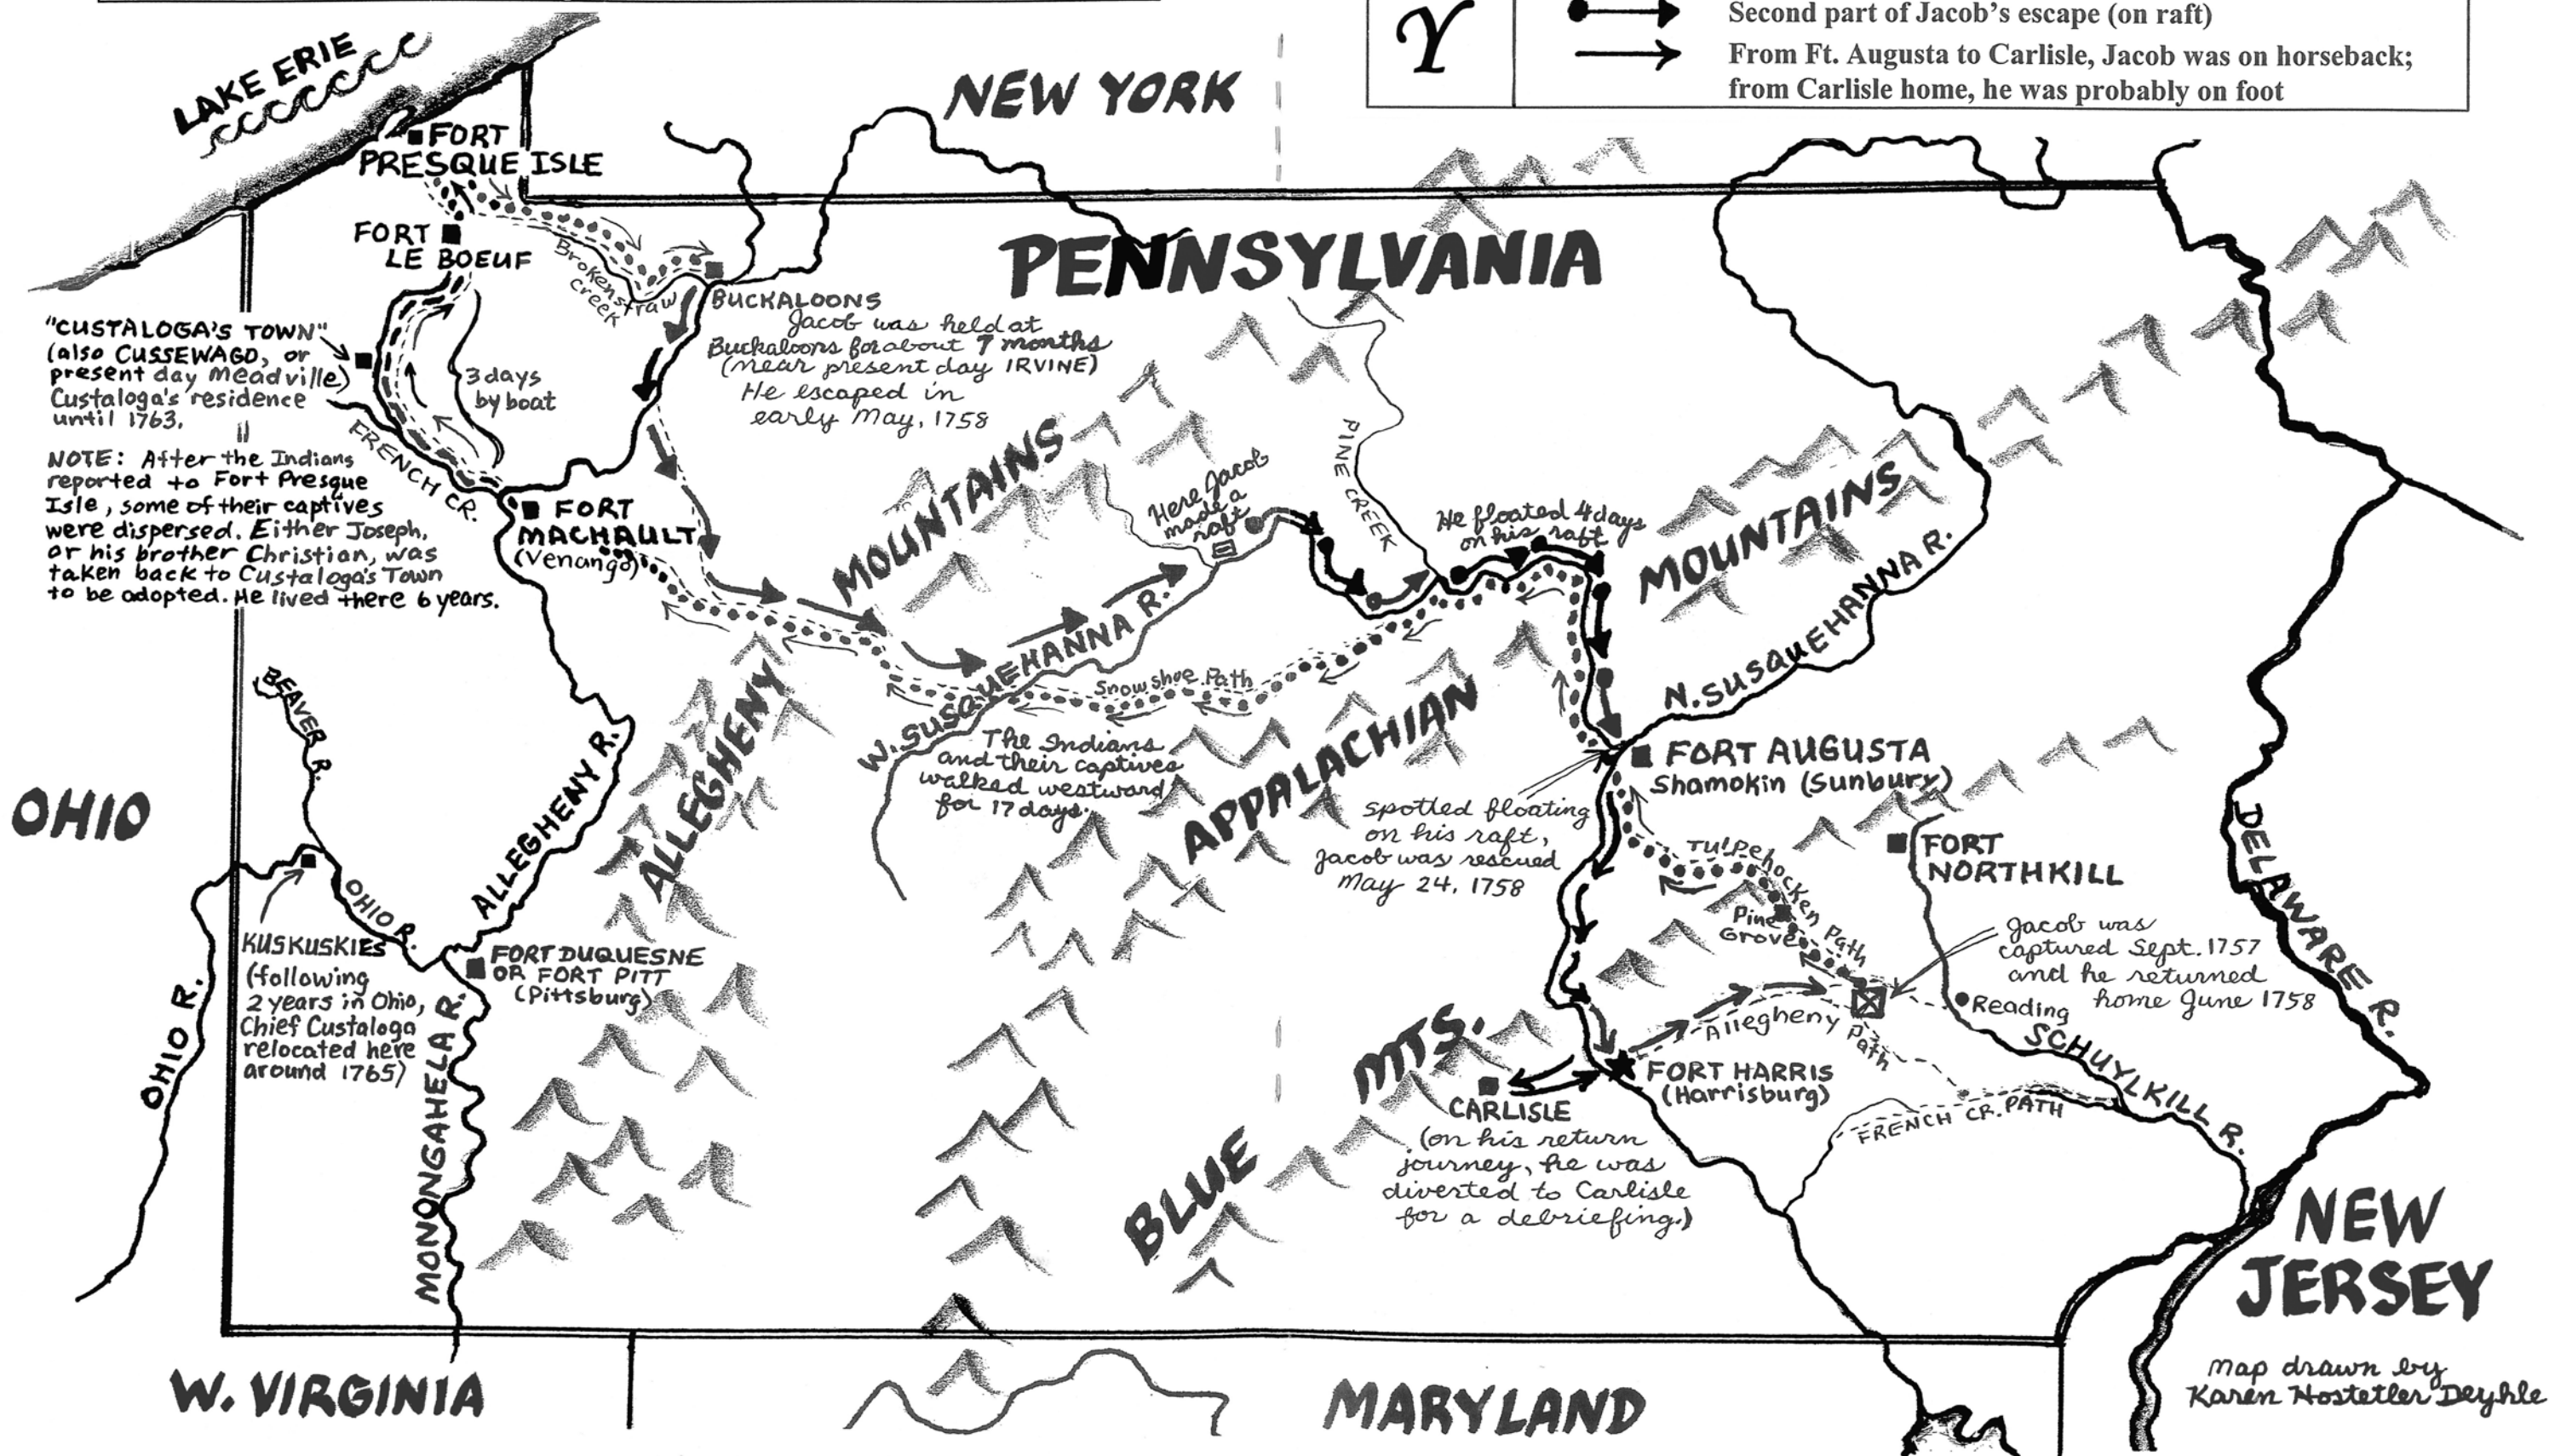 Second part of Jacob's escape (on raft)
Y
From Ft. Augusta to Carlisle, Jacob was on horseback;
from Carlisle home, he was probably on foot
LAKE ERIE
NEW YORK
FORT
PRESQUE ISLE
FORT
LE BOEUF
PENNSYLVANIA
Brokenstraw
Creek
BUCKALOONS
Jacob was held at
Buckaloons for about 7 months
(near present day IRVINE)
He escaped in
early May, 1758
"CUSTALOGA'S TOWN"
(also CUSSEWAGO, or
present day Meadville)
Custaloga's residence
until 1763.
3 days
by boat
FRENCH CR.
NOTE: After the Indians
reported to Fort Presque
Isle, some of their captives
were dispersed. Either Joseph,
or his brother Christian, was
taken back to Custaloga's Town
to be adopted. He lived there 6 years.
FORT
MACHAULT
(Venango)
MOUNTAINS
Here Jacob
made a
raft
PINE CREEK
He floated 4 days
on his raft
MOUNTAINS
N. SUSQUEHANNA R.
W. SUSQUEHANNA R.
Snowshoe Path
The Indians
and their captives
walked westward
for 17 days.
ALLEGHENY
APPALACHIAN
FORT AUGUSTA
Shamokin (Sunbury)
spotted floating
on his raft,
Jacob was rescued
May 24, 1758
BEAVER R.
OHIO
ALLEGHENY R.
OHIO R.
KUSKUSKIES
(following
2 years in Ohio,
Chief Custaloga
relocated here
around 1765)
OHIO R.
FORT DUQUESNE
OR FORT PITT
(Pittsburg)
MONONGAHELA R.
Tulpehocken Path
Pine
Grove
FORT
NORTHKILL
DELAWARE R.
Jacob was
captured Sept. 1757
and he returned
home June 1758
Reading
Allegheny Path
SCHUYLKILL R.
FORT HARRIS
(Harrisburg)
FRENCH CR. PATH
BLUE
MTS.
CARLISLE
(on his return
journey, he was
diverted to Carlisle
for a debriefing.)
NEW
JERSEY
W. VIRGINIA
MARYLAND
Map drawn by
Karen Hostetler Deyhle